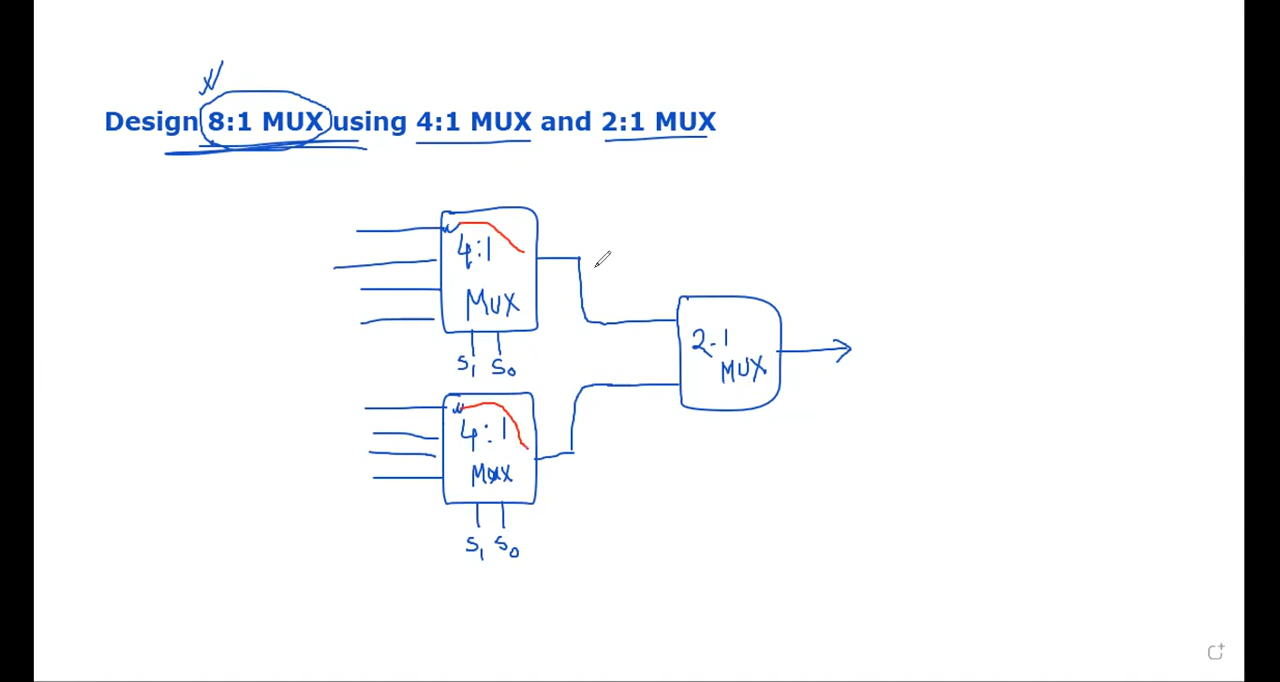 Design 8:1 MUX using 4:1 MUX and 2:1 MUX
4:1
MUX
S1 S0
2-1
MUX
4:1
MUX
S1 S0